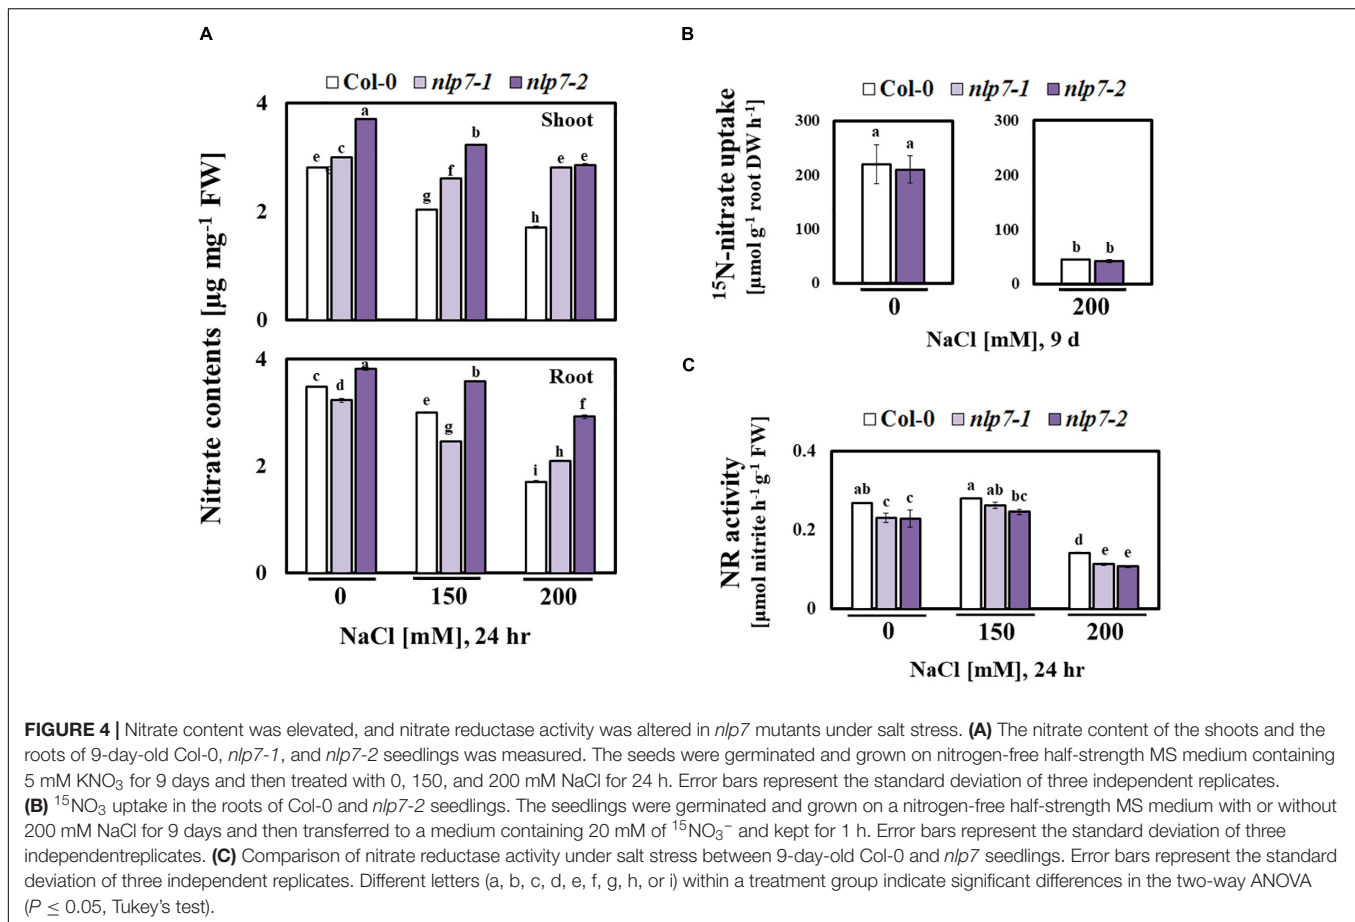 A
Col-0 nlp7-1 nlp7-2
Nitrate contents [µg mg⁻¹ FW]
4
2
0
Shoot
e c a
e
g f b
h e e
4
2
0
Root
c d a
e g b
i h f
0 150 200
NaCl [mM], 24 hr
B
Col-0 nlp7-1 nlp7-2
¹⁵N-nitrate uptake
[µmol g⁻¹ root DW h⁻¹]
300
200
100
0
a a
0
300
200
100
0
b b
200
NaCl [mM], 9 d
C
Col-0 nlp7-1 nlp7-2
NR activity
[µmol nitrite h⁻¹ g⁻¹ FW]
0.4
0.2
0
ab c c
a ab bc
d e e
0 150 200
NaCl [mM], 24 hr
FIGURE 4 | Nitrate content was elevated, and nitrate reductase activity was altered in nlp7 mutants under salt stress. (A) The nitrate content of the shoots and the
roots of 9-day-old Col-0, nlp7-1, and nlp7-2 seedlings was measured. The seeds were germinated and grown on nitrogen-free half-strength MS medium containing
5 mM KNO₃ for 9 days and then treated with 0, 150, and 200 mM NaCl for 24 h. Error bars represent the standard deviation of three independent replicates.
(B) ¹⁵NO₃ uptake in the roots of Col-0 and nlp7-2 seedlings. The seedlings were germinated and grown on a nitrogen-free half-strength MS medium with or without
200 mM NaCl for 9 days and then transferred to a medium containing 20 mM of ¹⁵NO₃⁻ and kept for 1 h. Error bars represent the standard deviation of three
independentreplicates. (C) Comparison of nitrate reductase activity under salt stress between 9-day-old Col-0 and nlp7 seedlings. Error bars represent the standard
deviation of three independent replicates. Different letters (a, b, c, d, e, f, g, h, or i) within a treatment group indicate significant differences in the two-way ANOVA
(P ≤ 0.05, Tukey's test).